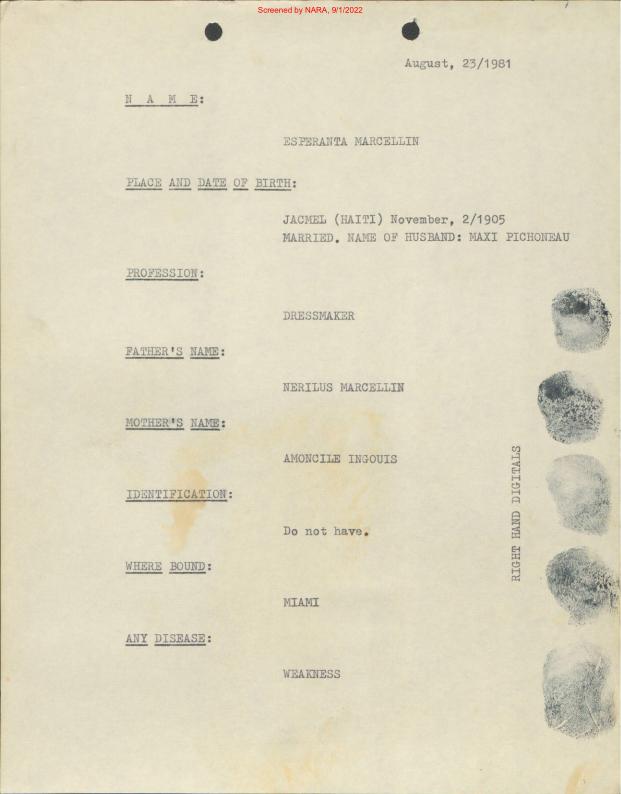 Screened by NARA, 9/1/2022
August, 23/1981
N A M E:
ESPERANTA MARCELLIN
PLACE AND DATE OF BIRTH:
JACMEL (HAITI) November, 2/1905
MARRIED. NAME OF HUSBAND: MAXI PICHONEAU
PROFESSION:
DRESSMAKER
FATHER'S NAME:
NERILUS MARCELLIN
MOTHER'S NAME:
AMONCILE INGOUIS
IDENTIFICATION:
Do not have.
WHERE BOUND:
MIAMI
ANY DISEASE:
WEAKNESS
RIGHT HAND DIGITALS